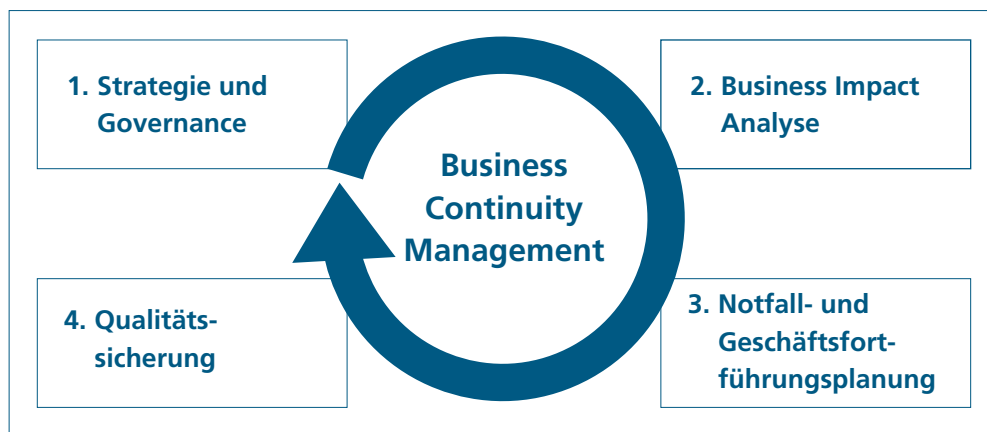 1. Strategie und
Governance
2. Business Impact
Analyse
Business
Continuity
Management
4. Qualitäts-
sicherung
3. Notfall- und
Geschäftsfort-
führungsplanung